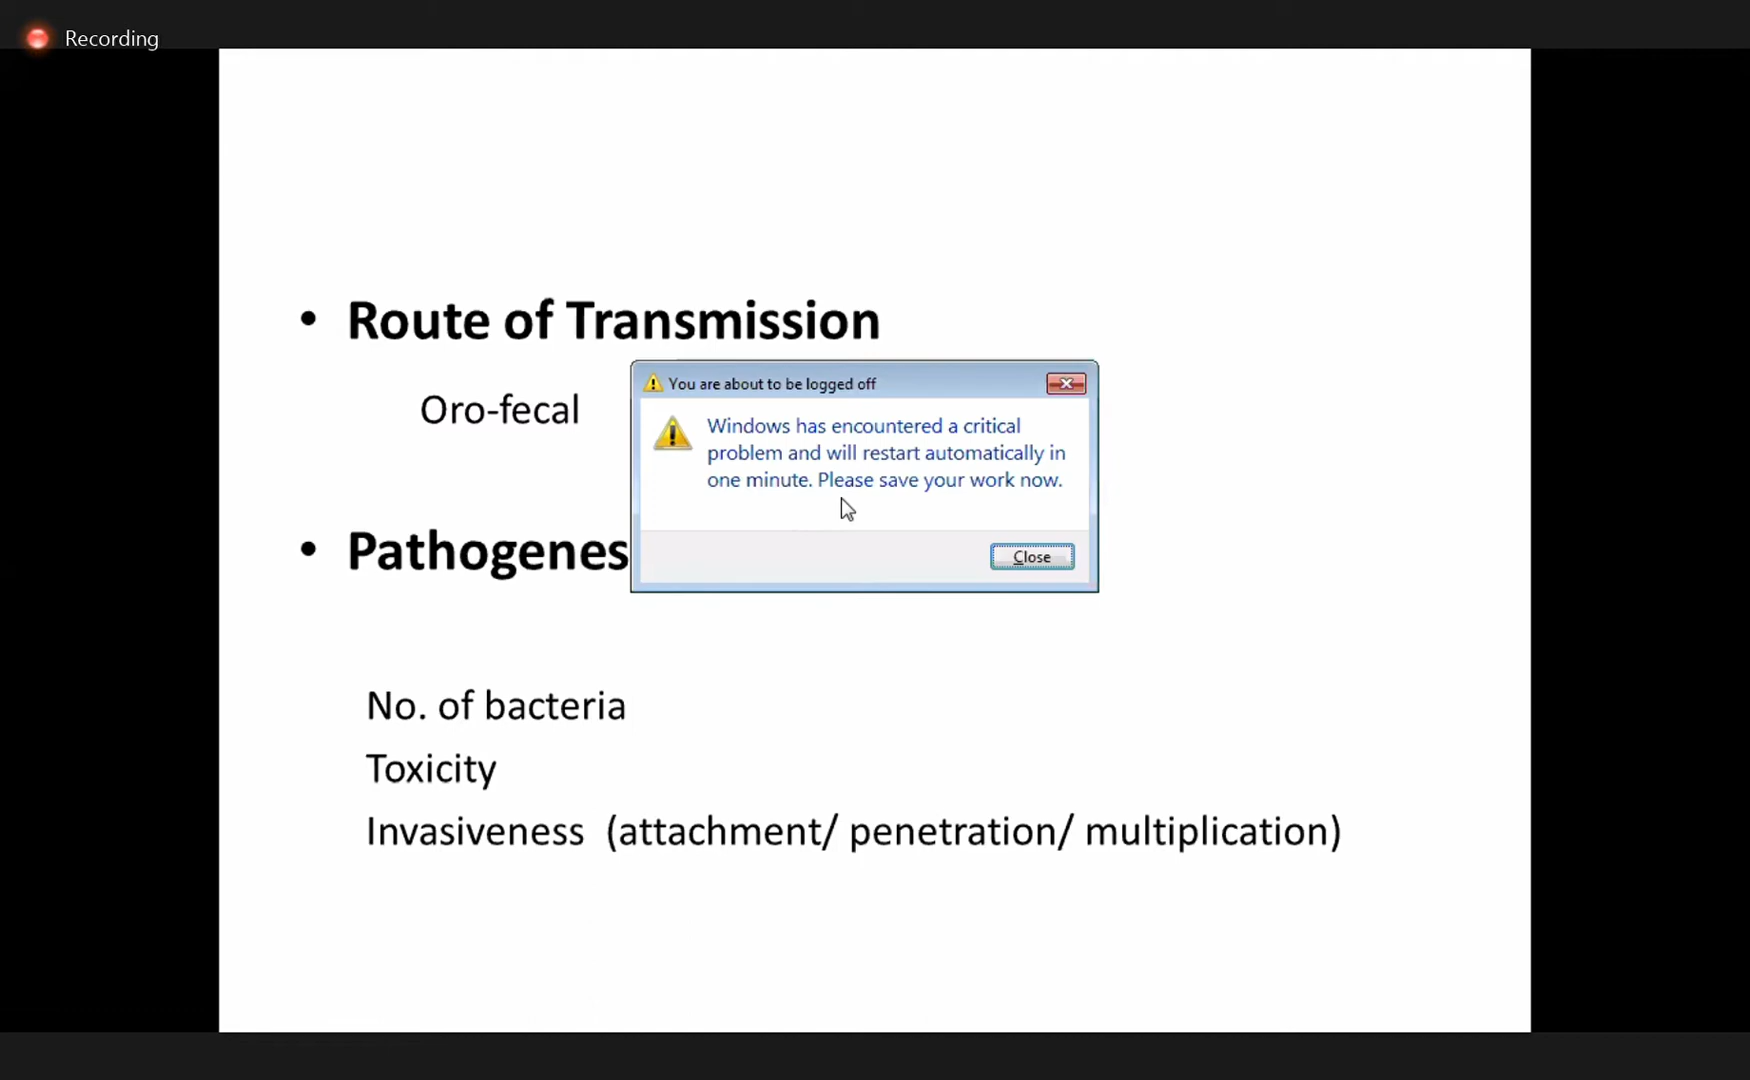 Recording
• Route of Transmission
You are about to be logged off
Oro-fecal
Windows has encountered a critical
problem and will restart automatically in
one minute. Please save your work now.
• Pathogenes
Close
No. of bacteria
Toxicity
Invasiveness (attachment/ penetration/ multiplication)